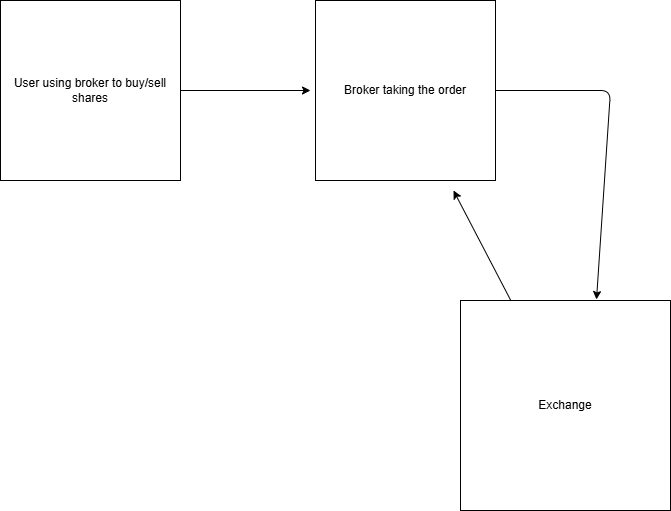 User using broker to buy/sell
shares
Broker taking the order
Exchange